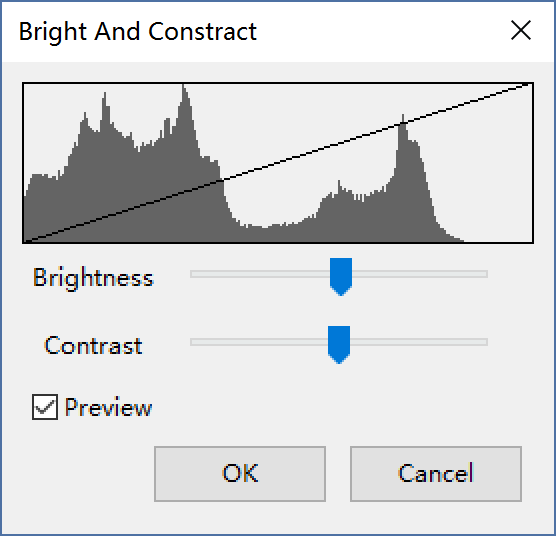 Bright And Constract
Brightness
Contrast
Preview
OK
Cancel